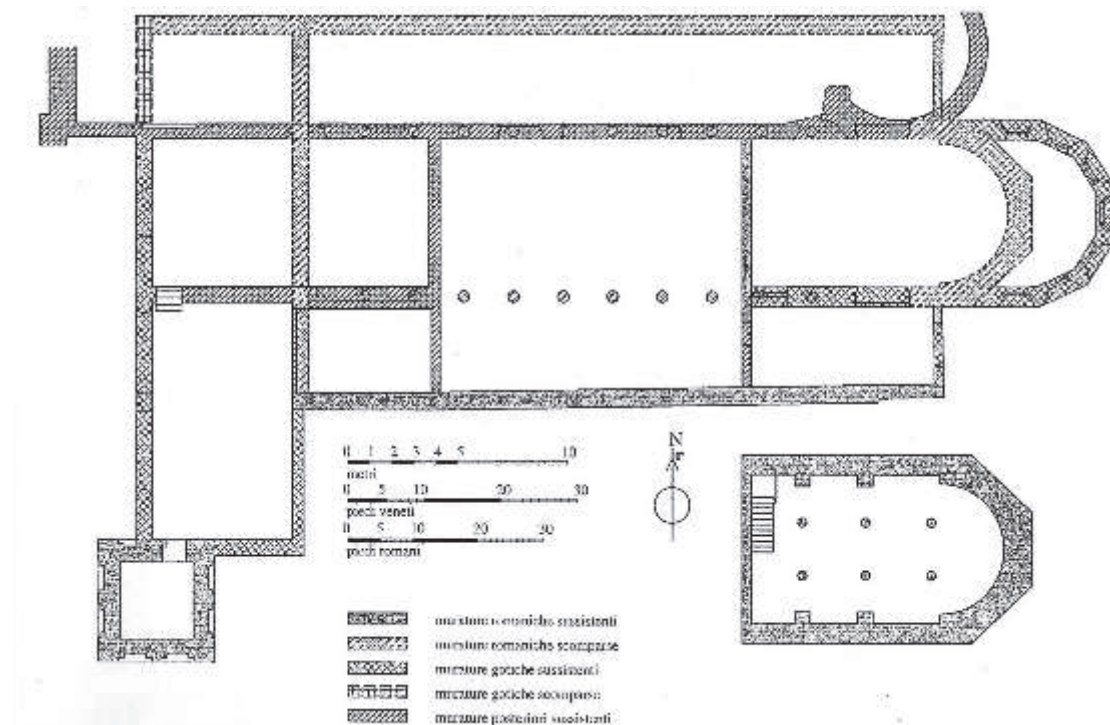 0 1 2 3 4 5 10
metri
0 5 10 20 30
piedi veneti
0 5 10 20 30
piedi romani
N
murature romaniche sussistenti
murature romaniche scomparse
murature gotiche sussistenti
murature gotiche scomparse
murature posteriori sussistenti